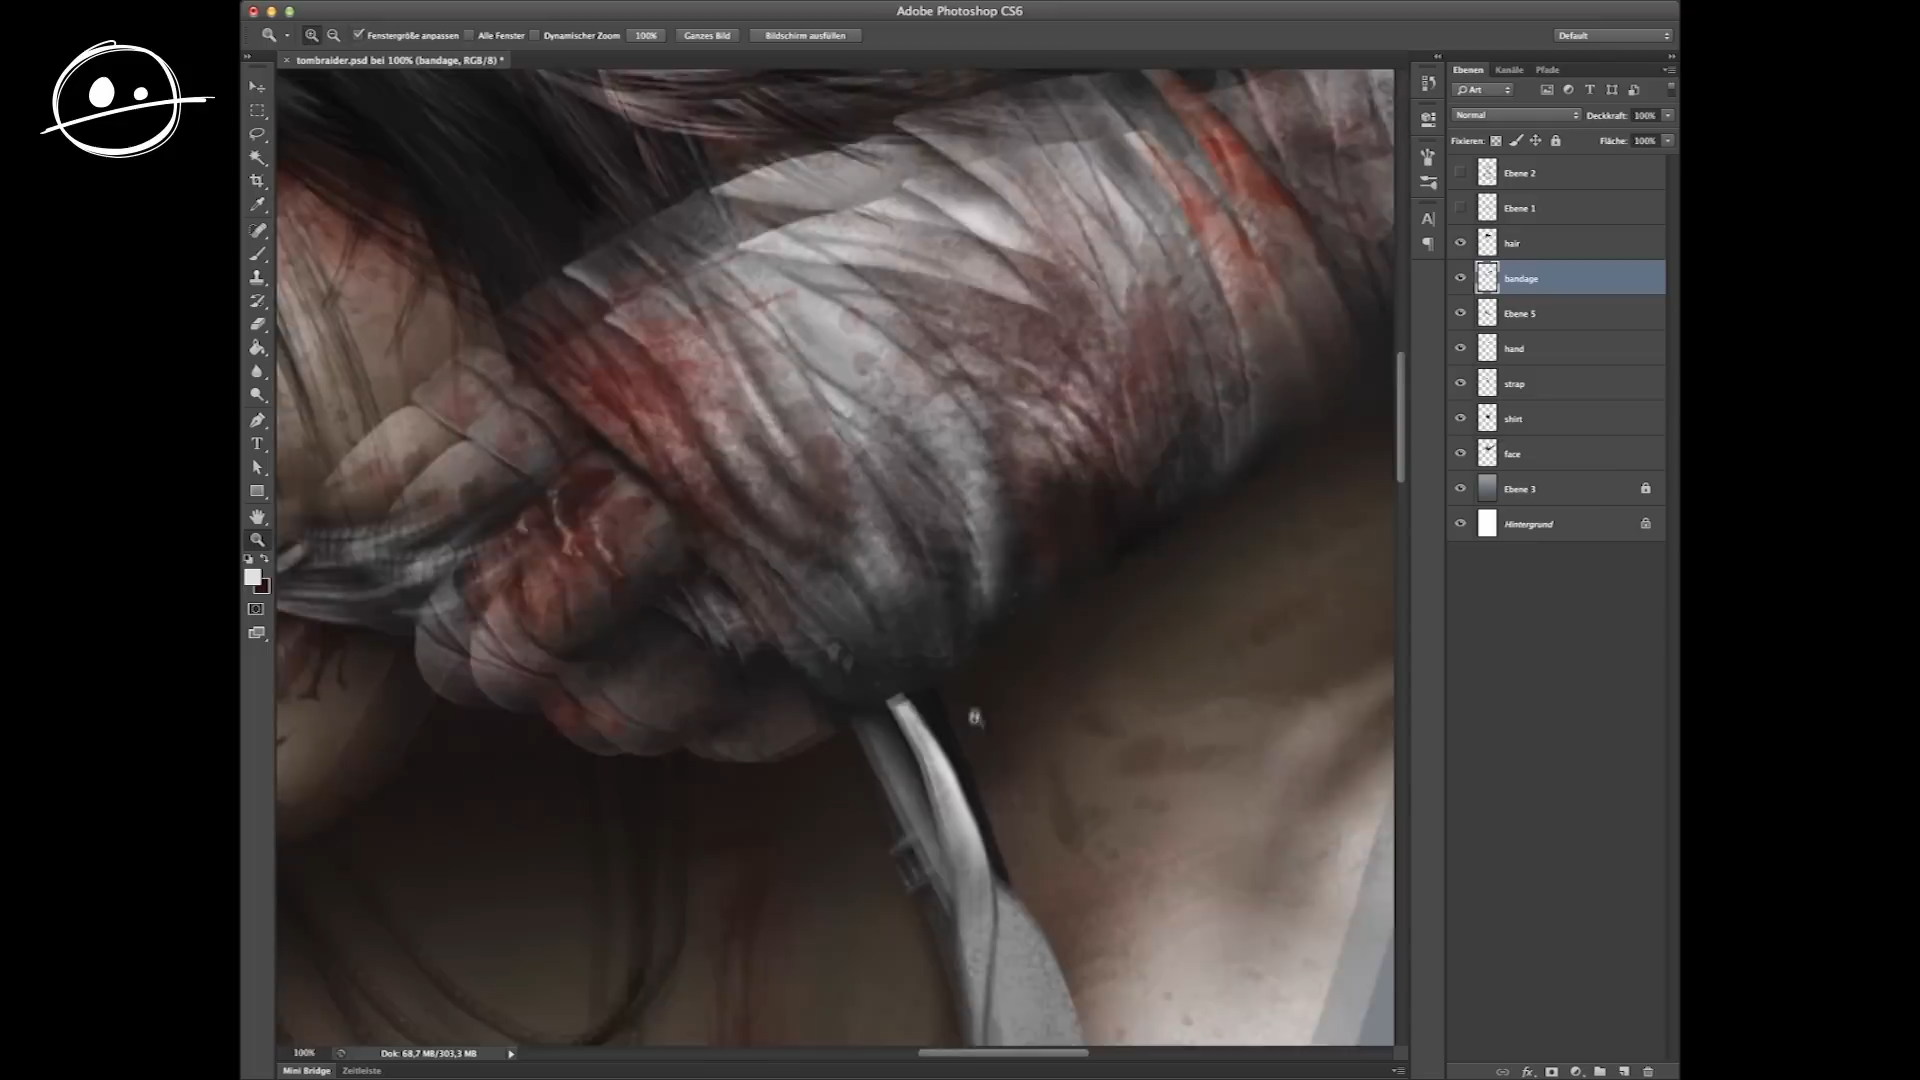 Adobe Photoshop CS6
Fenstergröße anpassen Alle Fenster Dynamischer Zoom 100% Ganzes Bild Bildschirm ausfüllen Default
× tombraider.psd bei 100% (bandage, RGB/8) *
Ebenen Kanäle Pfade
Art
Normal Deckkraft: 100%
Fixieren: Fläche: 100%
Ebene 2
Ebene 1
hair
bandage
Ebene 5
hand
strap
shirt
face
Ebene 3
Hintergrund
100% Dok: 68,7 MB/303,3 MB
Mini Bridge Zeitleiste